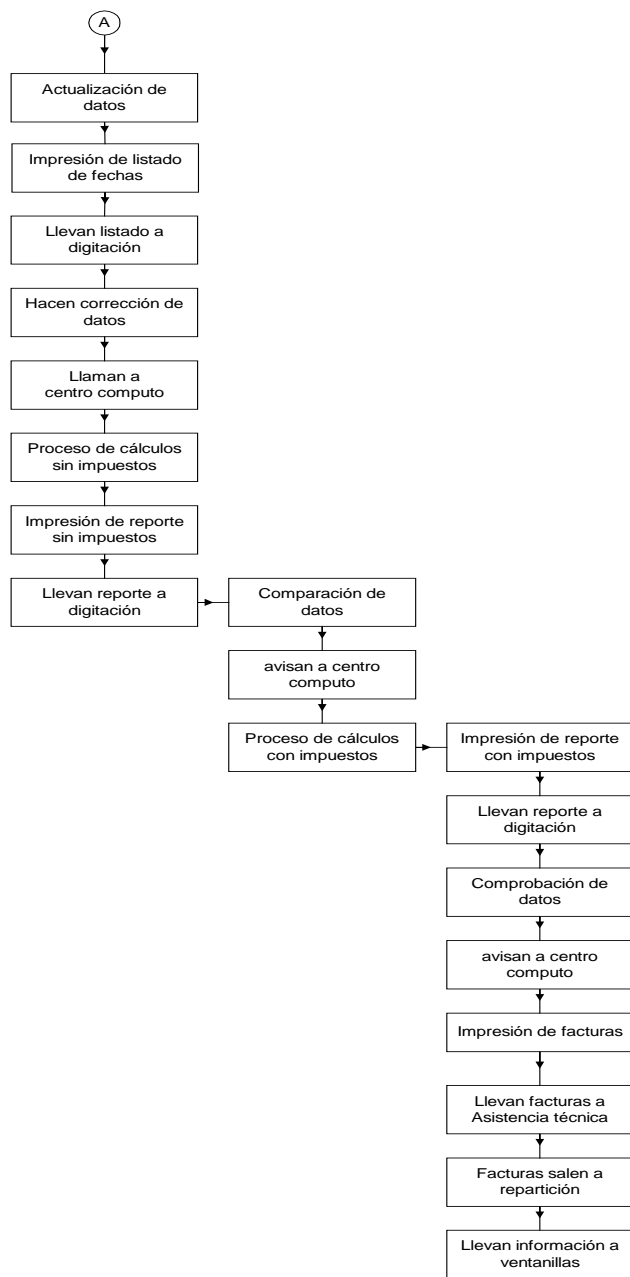 A
Actualización de
datos
Impresión de listado
de fechas
Llevan listado a
digitación
Hacen corrección de
datos
Llaman a
centro computo
Proceso de cálculos
sin impuestos
Impresión de reporte
sin impuestos
Llevan reporte a
digitación
Comparación de
datos
avisan a centro
computo
Proceso de cálculos
con impuestos
Impresión de reporte
con impuestos
Llevan reporte a
digitación
Comprobación de
datos
avisan a centro
computo
Impresión de facturas
Llevan facturas a
Asistencia técnica
Facturas salen a
repartición
Llevan información a
ventanillas